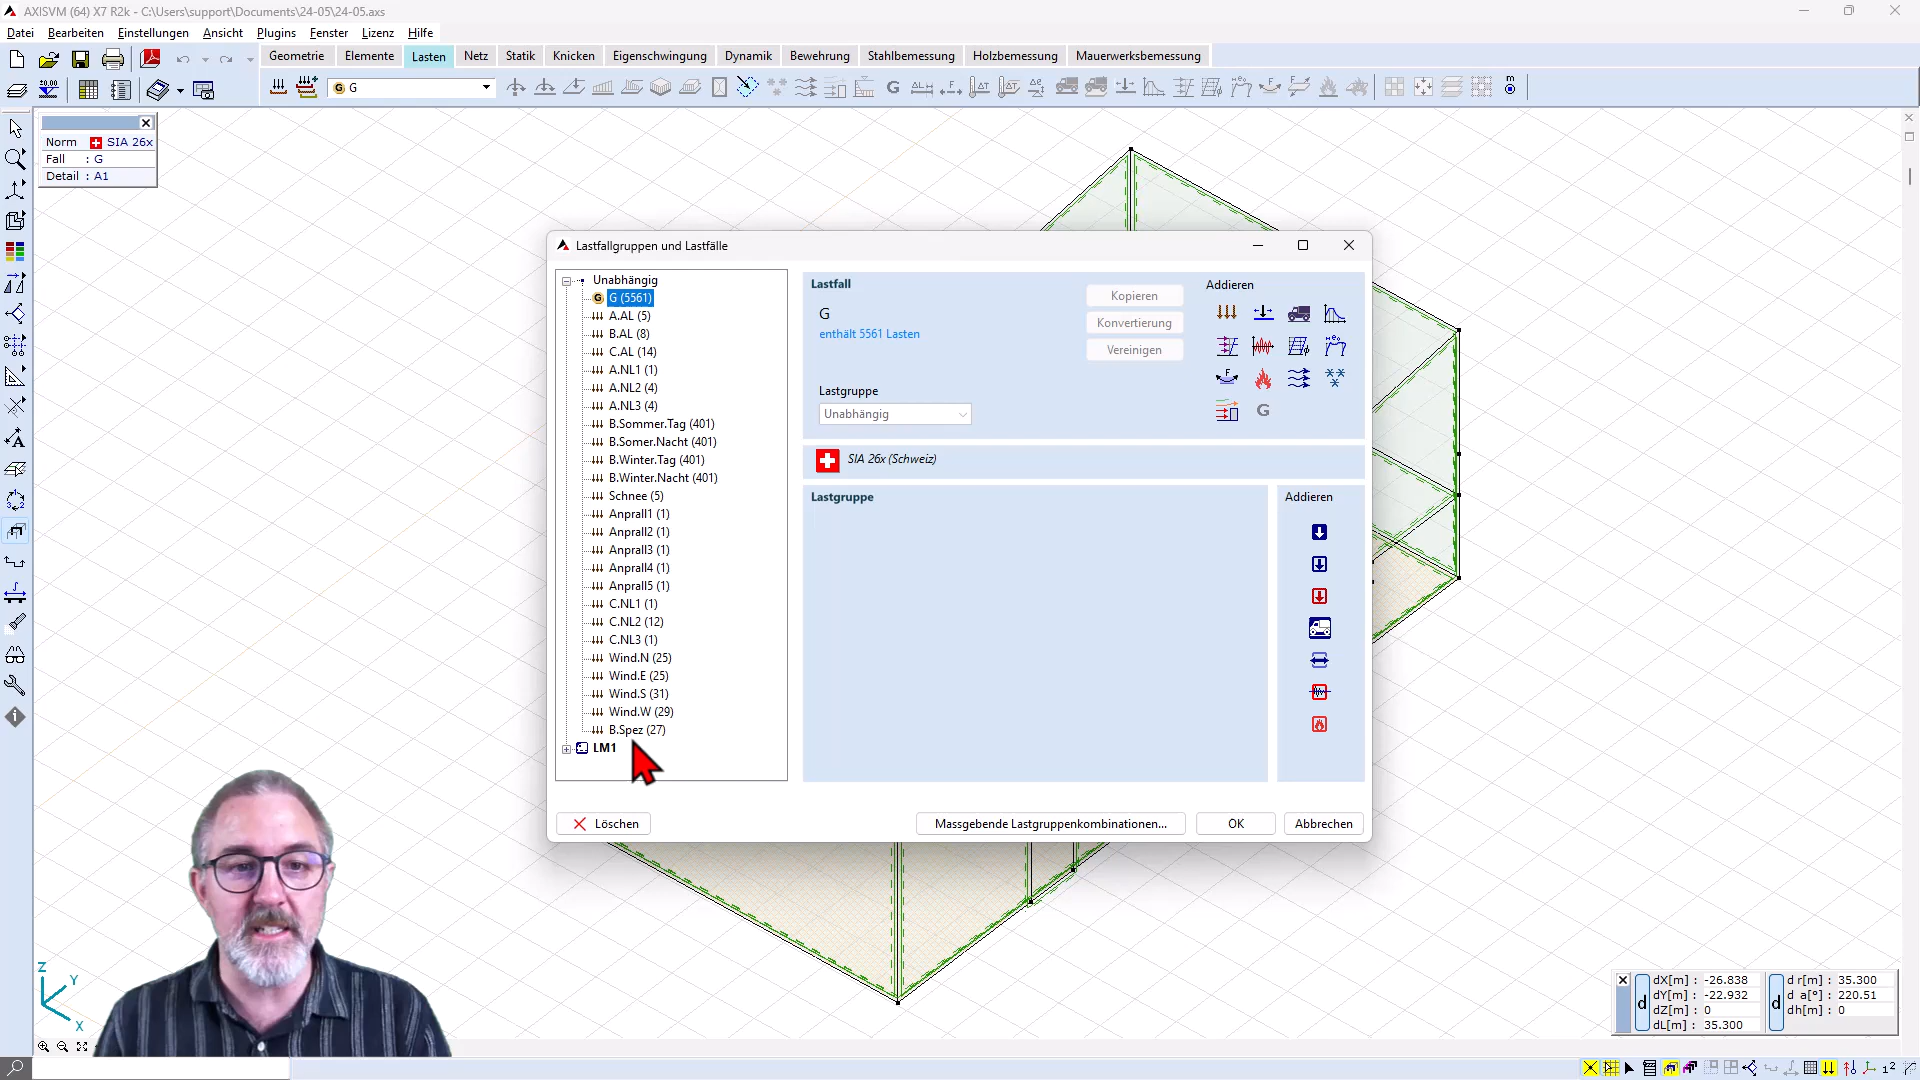 AXISVM (64) X7 R2k - C:\Users\support\Documents\24-05\24-05.axs
Datei Bearbeiten Einstellungen Ansicht Plugins Fenster Lizenz Hilfe
Geometrie Elemente Lasten Netz Statik Knicken Eigenschwingung Dynamik Bewehrung Stahlbemessung Holzbemessung Mauerwerksbemessung
G G
Norm SIA 26x
Fall : G
Detail : A1
Lastfallgruppen und Lastfälle
Unabhängig
G (5561)
A.AL (5)
B.AL (8)
C.AL (14)
A.NL1 (1)
A.NL2 (4)
A.NL3 (4)
B.Sommer.Tag (401)
B.Somer.Nacht (401)
B.Winter.Tag (401)
B.Winter.Nacht (401)
Schnee (5)
Anprall1 (1)
Anprall2 (1)
Anprall3 (1)
Anprall4 (1)
Anprall5 (1)
C.NL1 (1)
C.NL2 (12)
C.NL3 (1)
Wind.N (25)
Wind.E (25)
Wind.S (31)
Wind.W (29)
B.Spez (27)
LM1
Lastfall
G
enthält 5561 Lasten
Kopieren
Konvertierung
Vereinigen
Addieren
Lastgruppe
Unabhängig
SIA 26x (Schweiz)
Lastgruppe
Addieren
Löschen
Massgebende Lastgruppenkombinationen...
OK
Abbrechen
Z
Y
X
dX[m] : -26.838
dY[m] : -22.932
dZ[m] : 0
dL[m] : 35.300
d r[m] : 35.300
d a[°] : 220.51
dh[m] : 0